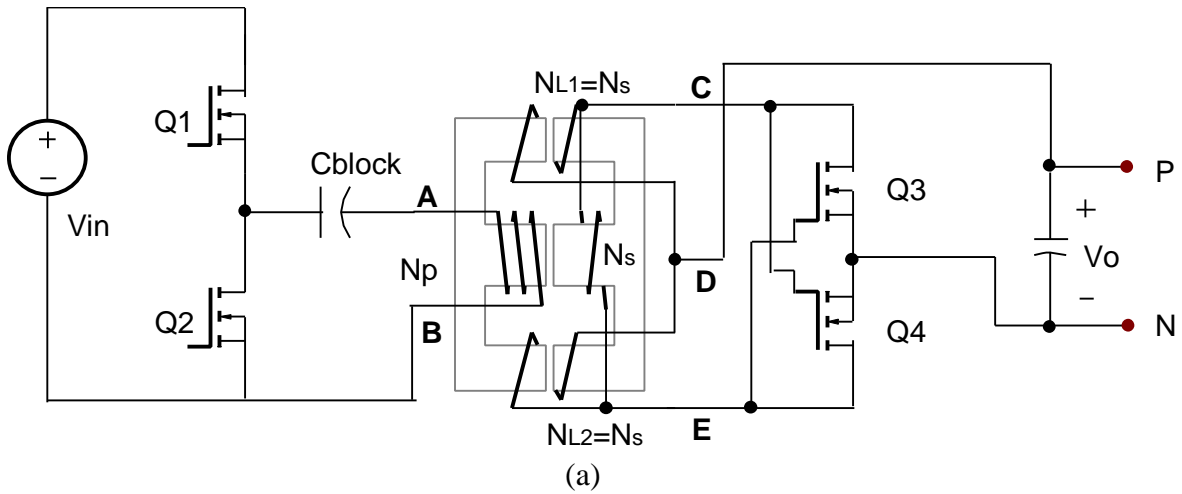 NL1=Ns
C
Q1
+
−
Vin
Cblock
A
Np
Ns
B
D
Q2
Q3
Q4
P
+
Vo
−
N
NL2=Ns
E
(a)